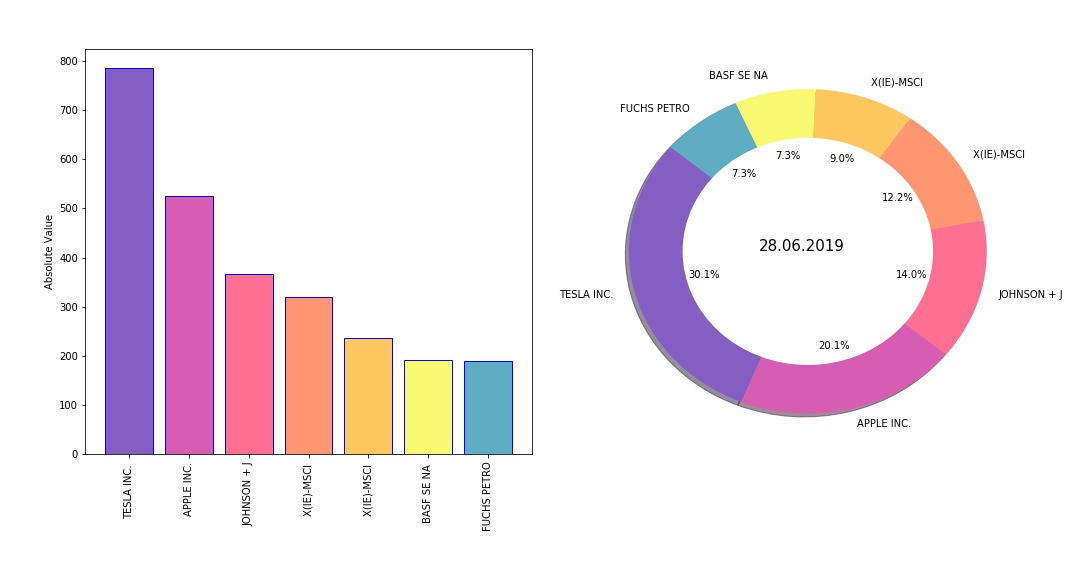 800
700
600
500
400
300
200
100
0
Absolute Value
TESLA INC.
APPLE INC.
JOHNSON + J
X(IE)-MSCI
X(IE)-MSCI
BASF SE NA
FUCHS PETRO
BASF SE NA
X(IE)-MSCI
FUCHS PETRO
X(IE)-MSCI
7.3%
9.0%
7.3%
12.2%
28.06.2019
30.1%
14.0%
TESLA INC.
JOHNSON + J
20.1%
APPLE INC.